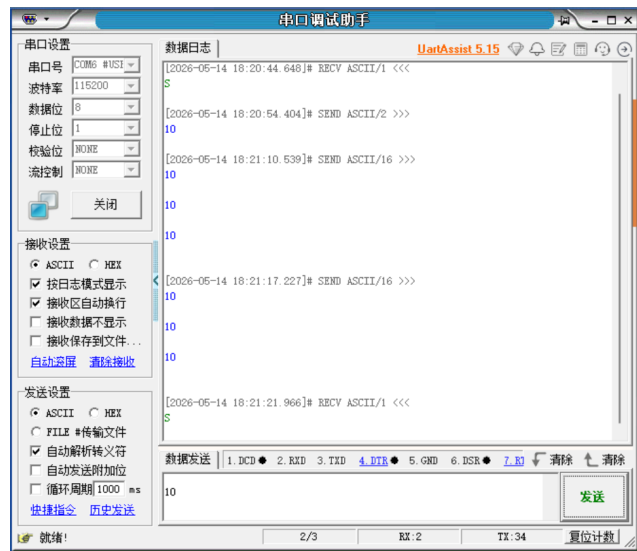 串口调试助手
串口设置
串口号 COM6 #USI
波特率 115200
数据位 8
停止位 1
校验位 NONE
流控制 NONE
关闭
接收设置
ASCII HEX
按日志模式显示
接收区自动换行
接收数据不显示
接收保存到文件...
自动滚屏 清除接收
发送设置
ASCII HEX
FILE #传输文件
自动解析转义符
自动发送附加位
循环周期 1000 ms
快捷指令 历史发送
数据日志
UartAssist 5.15
[2026-05-14 18:20:44.648]# RECV ASCII/1 <<<
S
[2026-05-14 18:20:54.404]# SEND ASCII/2 >>>
10
[2026-05-14 18:21:10.539]# SEND ASCII/16 >>>
10
10
10
[2026-05-14 18:21:17.227]# SEND ASCII/16 >>>
10
10
10
[2026-05-14 18:21:21.966]# RECV ASCII/1 <<<
S
数据发送 1.DCD 2.RXD 3.TXD 4.DTR 5.GND 6.DSR 清除 清除
10
发送
就绪! 2/3 RX:2 TX:34 复位计数